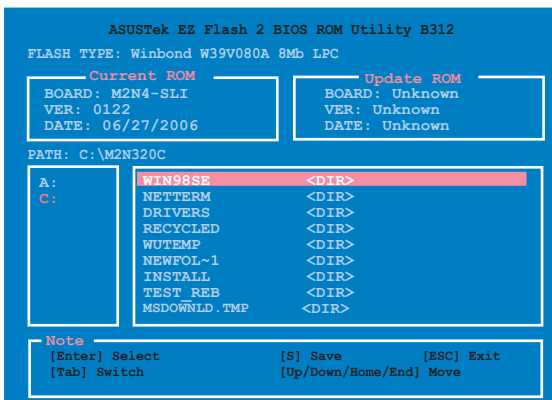 ASUSTek EZ Flash 2 BIOS ROM Utility B312
FLASH TYPE: Winbond W39V080A 8Mb LPC
Current ROM
BOARD: M2N4-SLI
VER: 0122
DATE: 06/27/2006
Update ROM
BOARD: Unknown
VER: Unknown
DATE: Unknown
PATH: C:\M2N320C
A:
C:
WIN98SE <DIR>
NETTERM <DIR>
DRIVERS <DIR>
RECYCLED <DIR>
WUTEMP <DIR>
NEWFOL~1 <DIR>
INSTALL <DIR>
TEST_REB <DIR>
MSDOWNLD.TMP <DIR>
Note
[Enter] Select [S] Save [ESC] Exit
[Tab] Switch [Up/Down/Home/End] Move